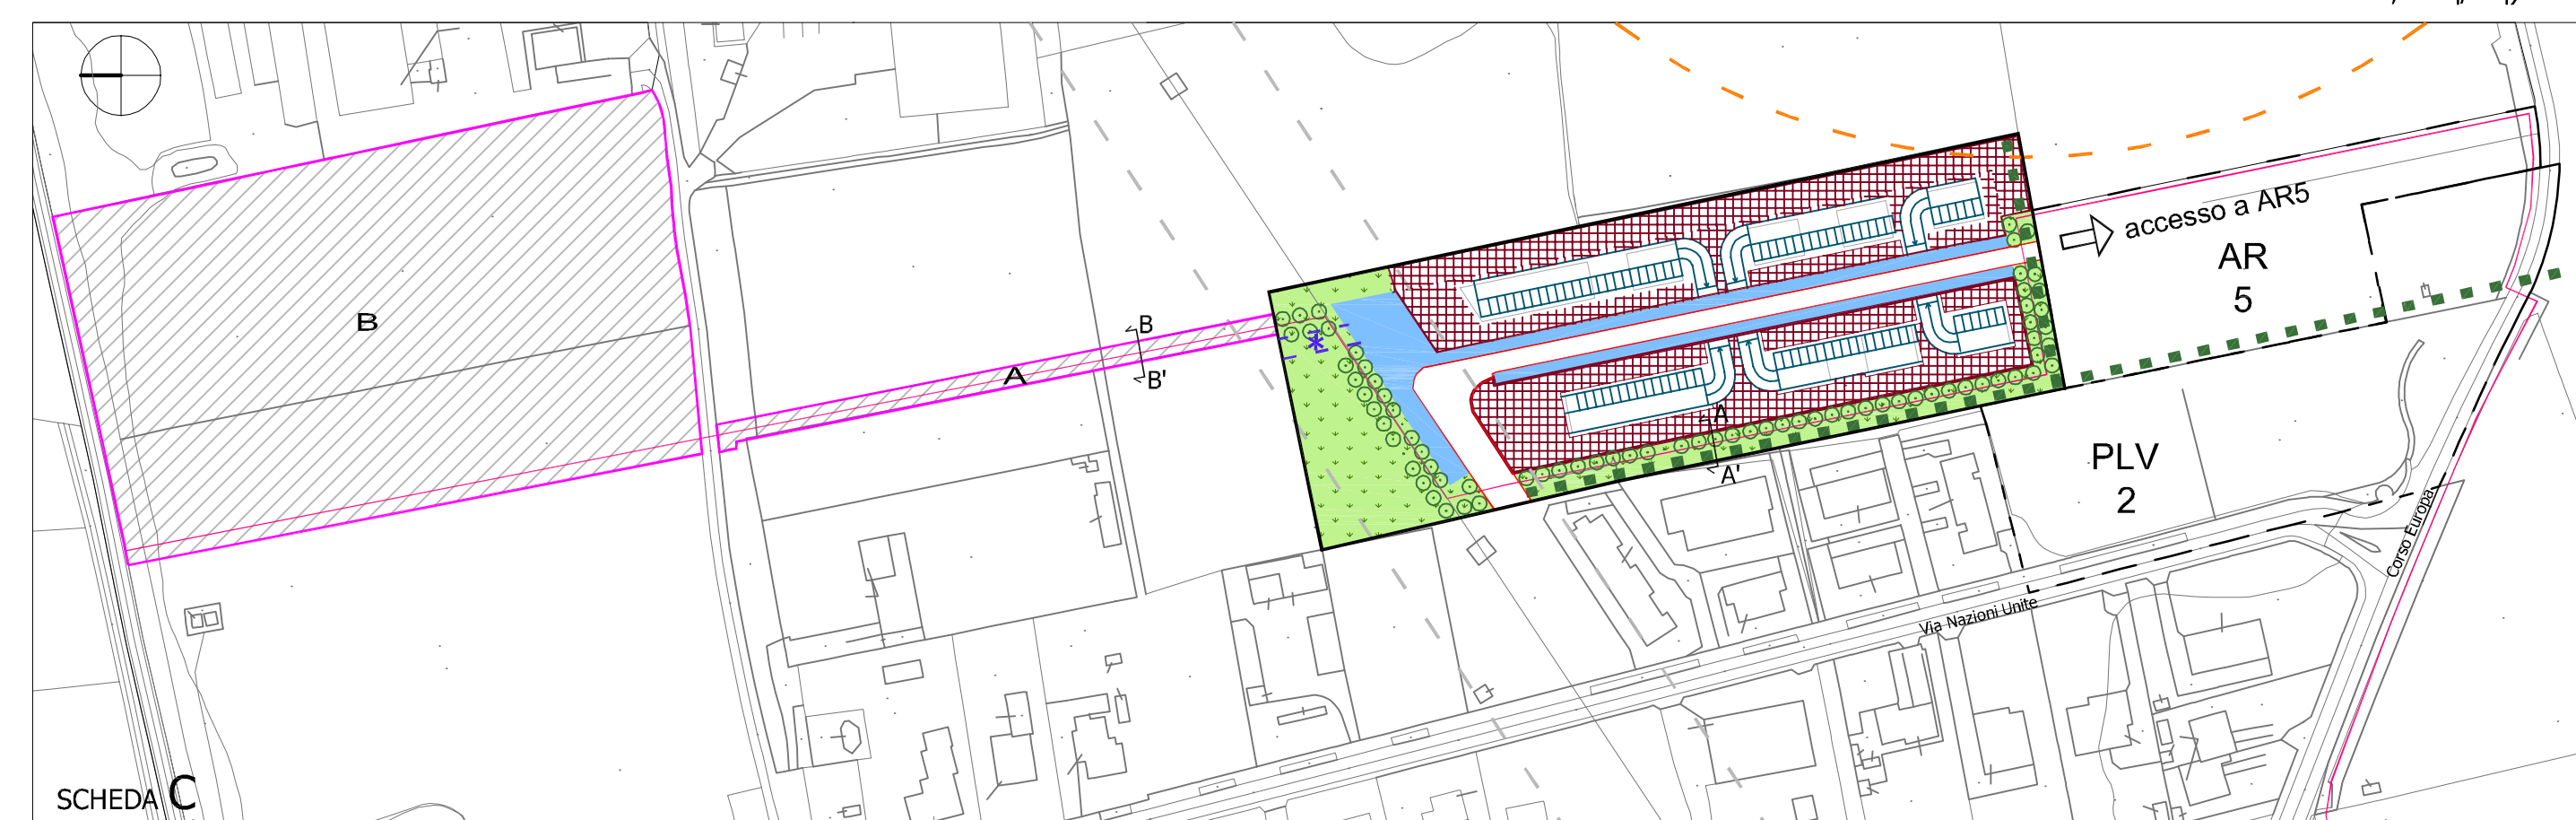 accesso a AR5
AR
5
B
B
A
B'
A
A'
PLV
2
Corso Europa
Via Nazioni Unite
SCHEDA C